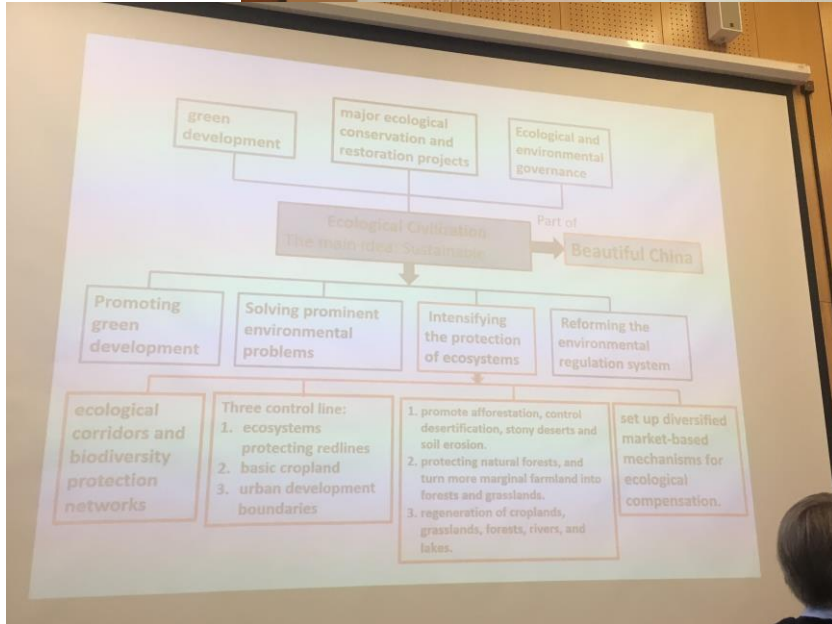 green
development
major ecological
conservation and
restoration projects
Ecological and
environmental
governance
Ecological Civilization
The main idea: Sustainable
Part of
Beautiful China
Promoting
green
development
Solving prominent
environmental
problems
Intensifying
the protection
of ecosystems
Reforming the
environmental
regulation system
ecological
corridors and
biodiversity
protection
networks
Three control line:
1. ecosystems
protecting redlines
2. basic cropland
3. urban development
boundaries
1. promote afforestation, control
desertification, stony deserts and
soil erosion.
2. protecting natural forests, and
turn more marginal farmland into
forests and grasslands.
3. regeneration of croplands,
grasslands, forests, rivers, and
lakes.
set up diversified
market-based
mechanisms for
ecological
compensation.